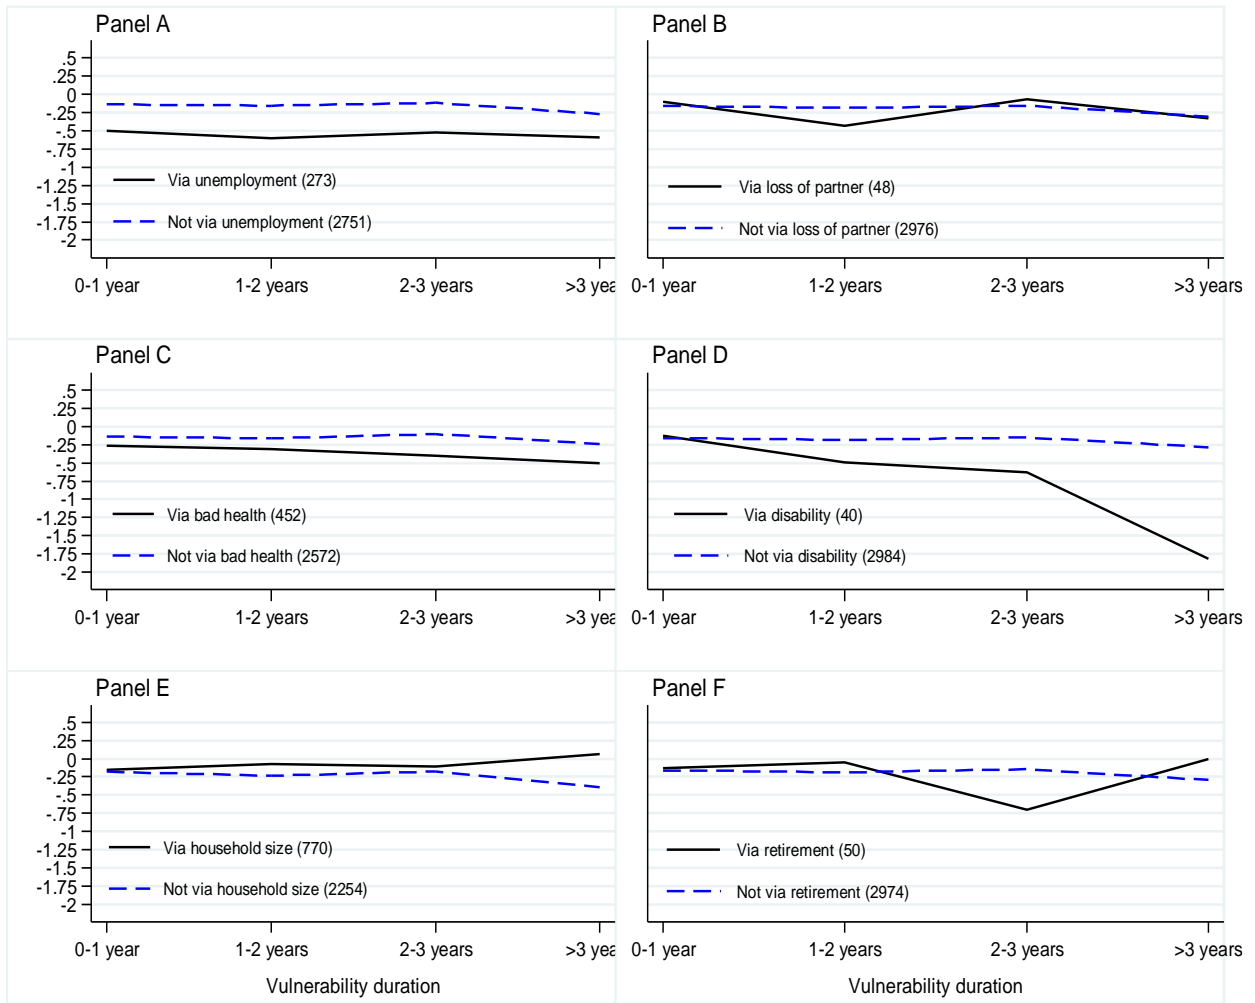 Panel A
.5
.25
0
-.25
-.5
-.75
-1
-1.25
-1.5
-1.75
-2
Via unemployment (273)
Not via unemployment (2751)
0-1 year
1-2 years
2-3 years
>3 yea
Panel B
Via loss of partner (48)
Not via loss of partner (2976)
0-1 year
1-2 years
2-3 years
>3 years
Panel C
.5
.25
0
-.25
-.5
-.75
-1
-1.25
-1.5
-1.75
-2
Via bad health (452)
Not via bad health (2572)
0-1 year
1-2 years
2-3 years
>3 yea
Panel D
Via disability (40)
Not via disability (2984)
0-1 year
1-2 years
2-3 years
>3 years
Panel E
.5
.25
0
-.25
-.5
-.75
-1
-1.25
-1.5
-1.75
-2
Via household size (770)
Not via household size (2254)
0-1 year
1-2 years
2-3 years
>3 yea
Vulnerability duration
Panel F
Via retirement (50)
Not via retirement (2974)
0-1 year
1-2 years
2-3 years
>3 years
Vulnerability duration